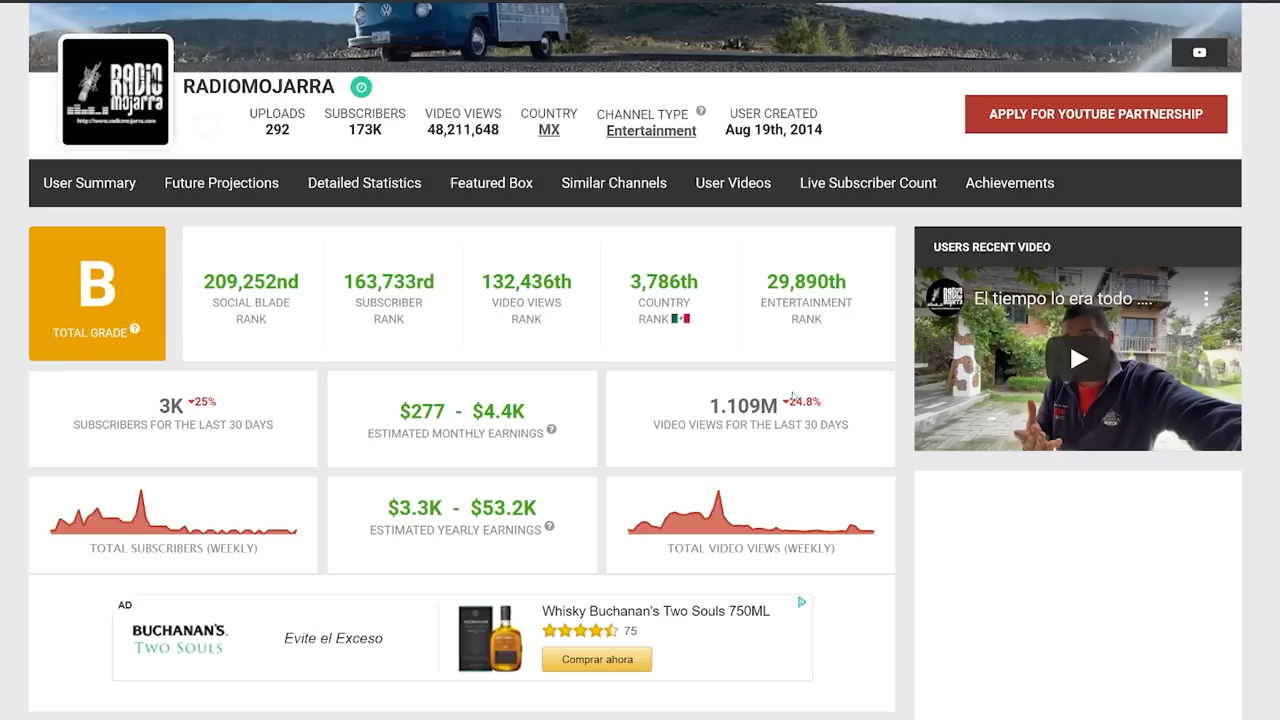 RADIO
mojarra
http://www.radiomojarra.com
RADIOMOJARRA
UPLOADS
292
SUBSCRIBERS
173K
VIDEO VIEWS
48,211,648
COUNTRY
MX
CHANNEL TYPE ?
Entertainment
USER CREATED
Aug 19th, 2014
APPLY FOR YOUTUBE PARTNERSHIP
User Summary
Future Projections
Detailed Statistics
Featured Box
Similar Channels
User Videos
Live Subscriber Count
Achievements
B
TOTAL GRADE ?
209,252nd
SOCIAL BLADE
RANK
163,733rd
SUBSCRIBER
RANK
132,436th
VIDEO VIEWS
RANK
3,786th
COUNTRY
RANK
29,890th
ENTERTAINMENT
RANK
USERS RECENT VIDEO
RADIO
mojarra
El tiempo lo era todo ....
3K 25%
SUBSCRIBERS FOR THE LAST 30 DAYS
$277 - $4.4K
ESTIMATED MONTHLY EARNINGS ?
1.109M 24.8%
VIDEO VIEWS FOR THE LAST 30 DAYS
TOTAL SUBSCRIBERS (WEEKLY)
$3.3K - $53.2K
ESTIMATED YEARLY EARNINGS ?
TOTAL VIDEO VIEWS (WEEKLY)
AD
BUCHANAN'S.
TWO SOULS
Evite el Exceso
Whisky Buchanan's Two Souls 750ML
75
Comprar ahora